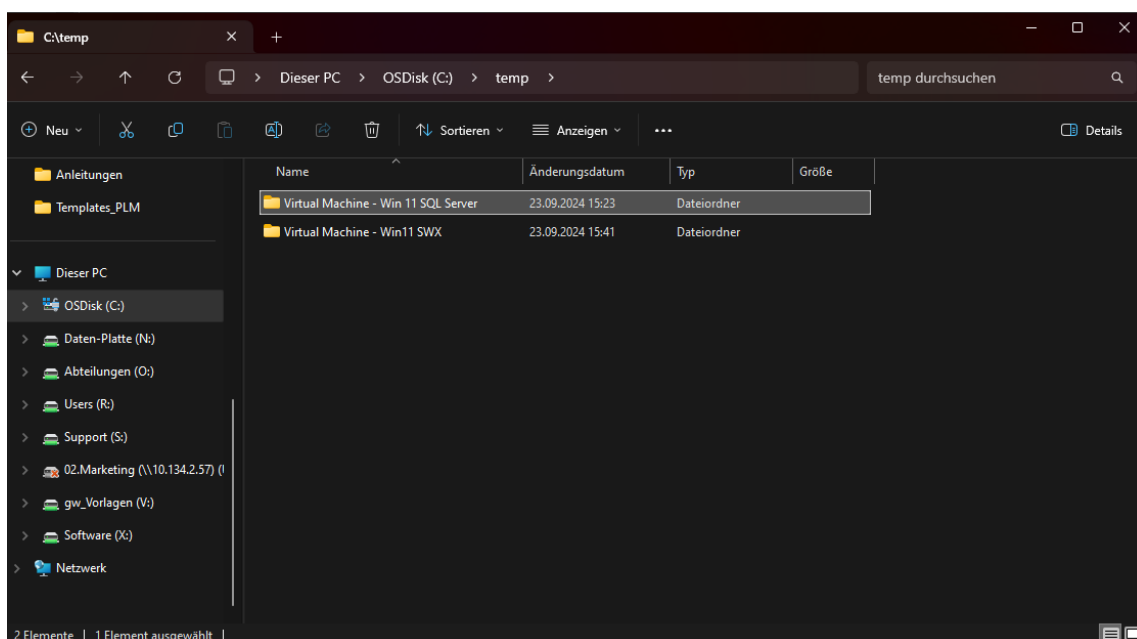 C:\temp
Dieser PC > OSDisk (C:) > temp >
temp durchsuchen
Neu
Sortieren
Anzeigen
Details
Anleitungen
Templates_PLM
Dieser PC
OSDisk (C:)
Daten-Platte (N:)
Abteilungen (O:)
Users (R:)
Support (S:)
02.Marketing (\\10.134.2.57) (
gw_Vorlagen (V:)
Software (X:)
Netzwerk
Name Änderungsdatum Typ Größe
Virtual Machine - Win 11 SQL Server 23.09.2024 15:23 Dateiordner
Virtual Machine - Win11 SWX 23.09.2024 15:41 Dateiordner
2 Elemente | 1 Element ausgewählt |